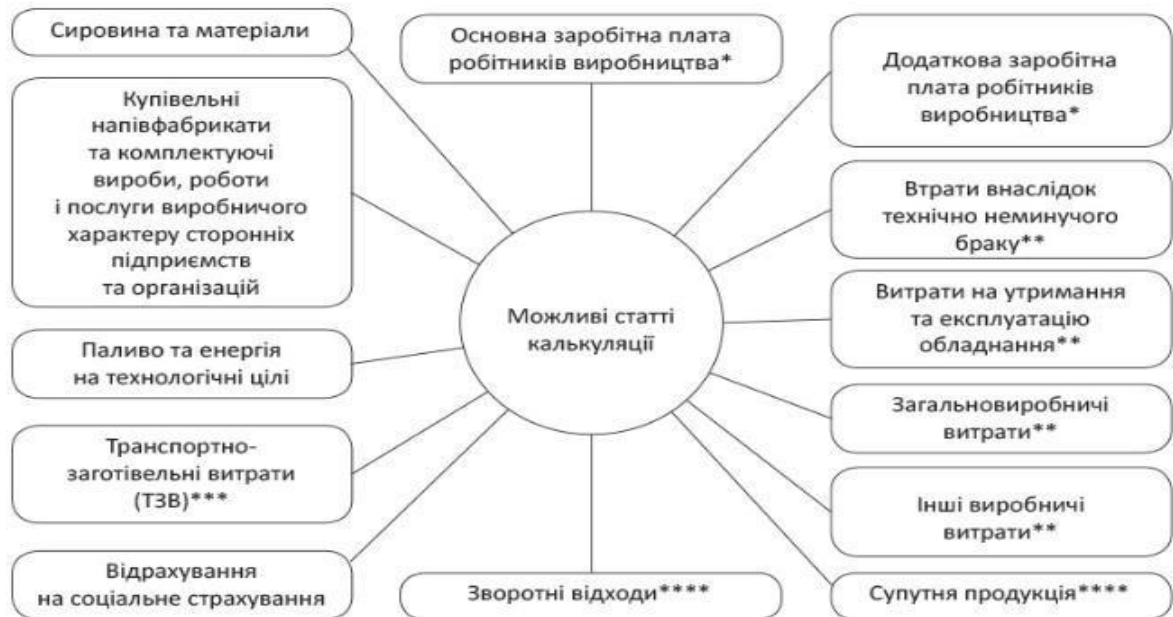 Сировина та матеріали
Купівельні
напівфабрикати
та комплектуючі
вироби, роботи
і послуги виробничого
характеру сторонніх
підприємств
та організацій
Паливо та енергія
на технологічні цілі
Транспортно-
заготівельні витрати
(ТЗВ)***
Відрахування
на соціальне страхування
Основна заробітна плата
робітників виробництва*
Можливі статті
калькуляції
Зворотні відходи****
Додаткова заробітна
плата робітників
виробництва*
Втрати внаслідок
технічно неминучого
браку**
Витрати на утримання
та експлуатацію
обладнання**
Загальновиробничі
витрати**
Інші виробничі
витрати**
Супутня продукція****